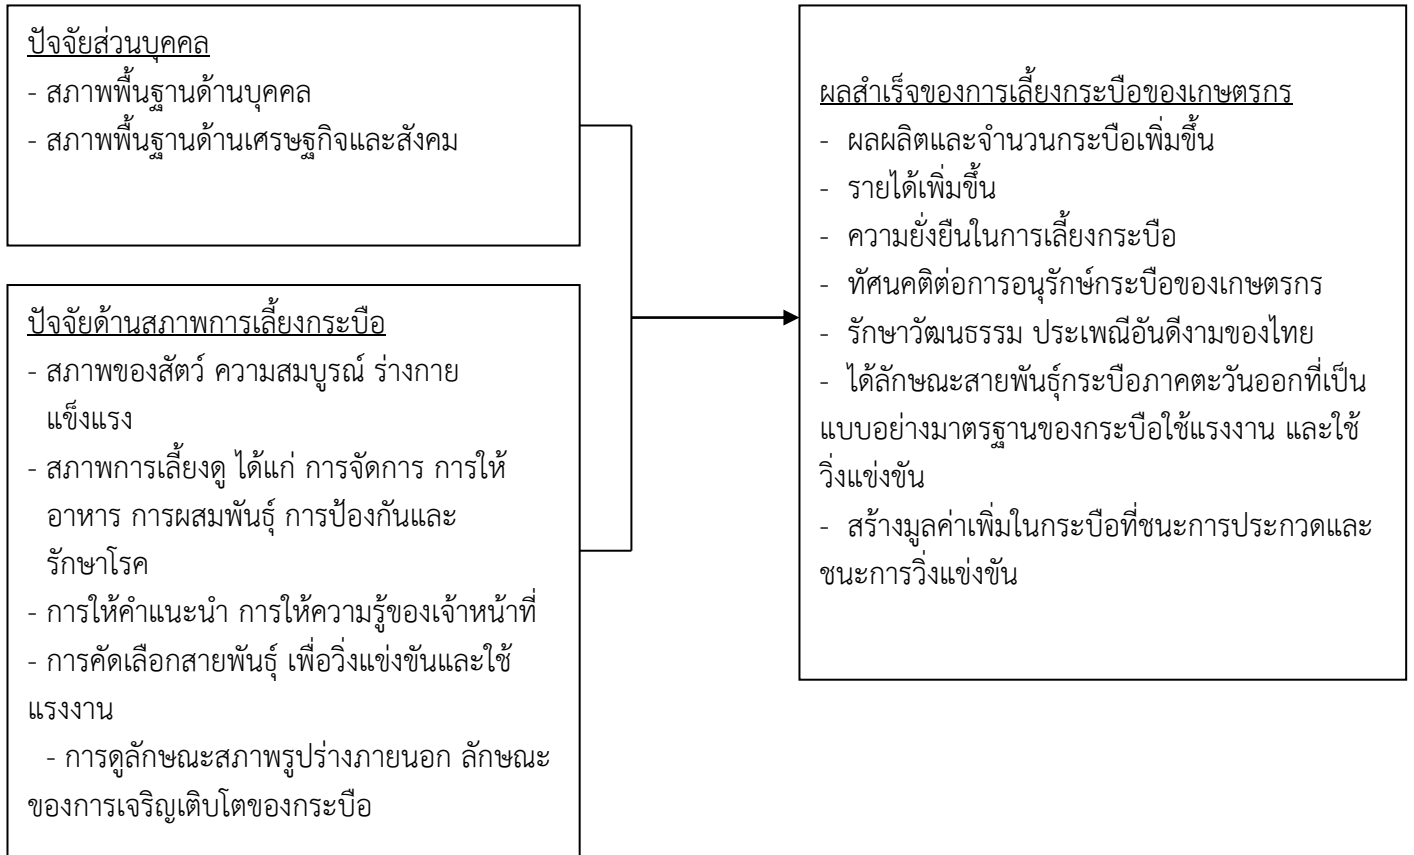 ปัจจัยส่วนบุคคล
- สภาพพื้นฐานด้านบุคคล
- สภาพพื้นฐานด้านเศรษฐกิจและสังคม
ปัจจัยด้านสภาพการเลี้ยงกระบือ
- สภาพของสัตว์ ความสมบูรณ์ ร่างกาย
แข็งแรง
- สภาพการเลี้ยงดู ได้แก่ การจัดการ การให้
อาหาร การผสมพันธุ์ การป้องกันและ
รักษาโรค
- การให้คำแนะนำ การให้ความรู้ของเจ้าหน้าที่
- การคัดเลือกสายพันธุ์ เพื่อวิ่งแข่งขันและใช้
แรงงาน
- การดูลักษณะสภาพรูปร่างภายนอก ลักษณะ
ของการเจริญเติบโตของกระบือ
ผลสำเร็จของการเลี้ยงกระบือของเกษตรกร
- ผลผลิตและจำนวนกระบือเพิ่มขึ้น
- รายได้เพิ่มขึ้น
- ความยั่งยืนในการเลี้ยงกระบือ
- ทัศนคติต่อการอนุรักษ์กระบือของเกษตรกร
- รักษาวัฒนธรรม ประเพณีอันดีงามของไทย
- ได้ลักษณะสายพันธุ์กระบือภาคตะวันออกที่เป็น
แบบอย่างมาตรฐานของกระบือใช้แรงงาน และใช้
วิ่งแข่งขัน
- สร้างมูลค่าเพิ่มในกระบือที่ชนะการประกวดและ
ชนะการวิ่งแข่งขัน